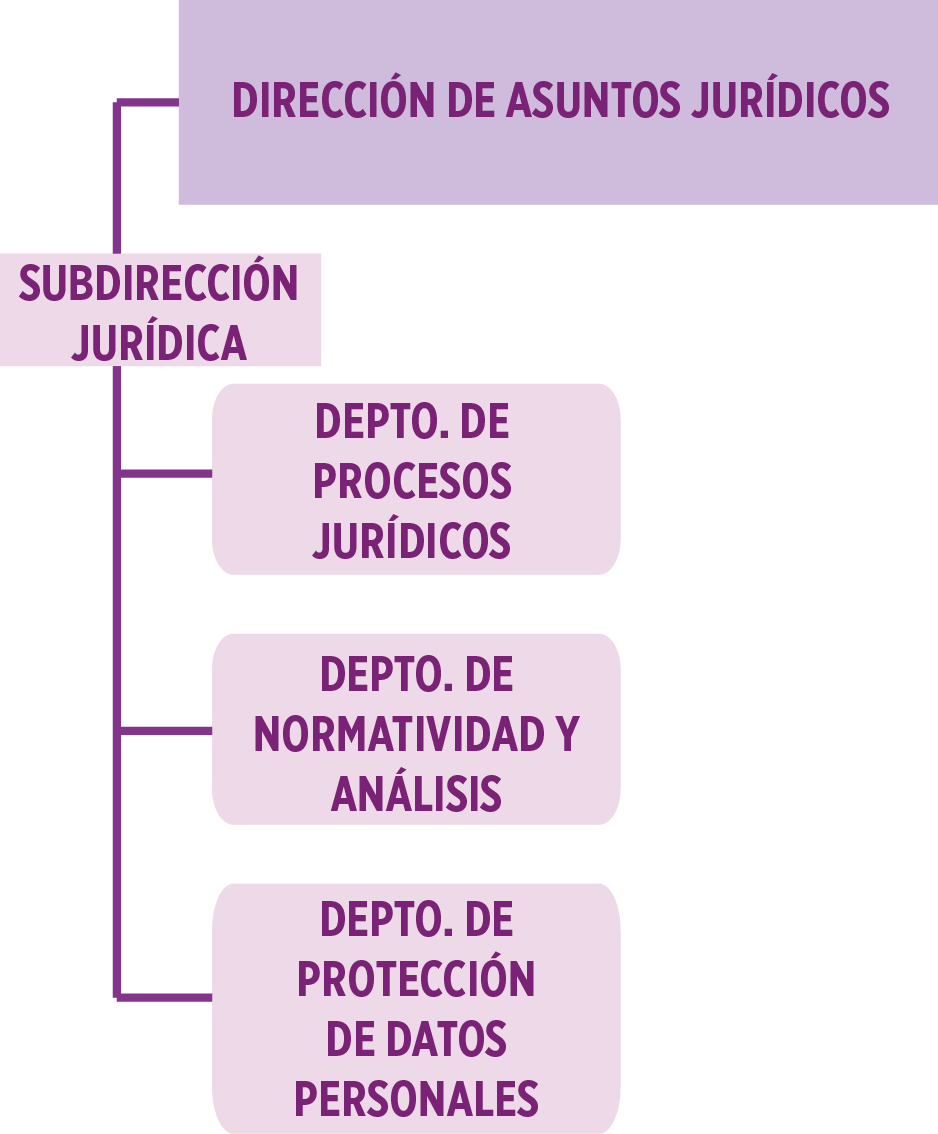 DIRECCIÓN DE ASUNTOS JURÍDICOS
SUBDIRECCIÓN
JURÍDICA
DEPTO. DE
PROCESOS
JURÍDICOS
DEPTO. DE
NORMATIVIDAD Y
ANÁLISIS
DEPTO. DE
PROTECCIÓN
DE DATOS
PERSONALES